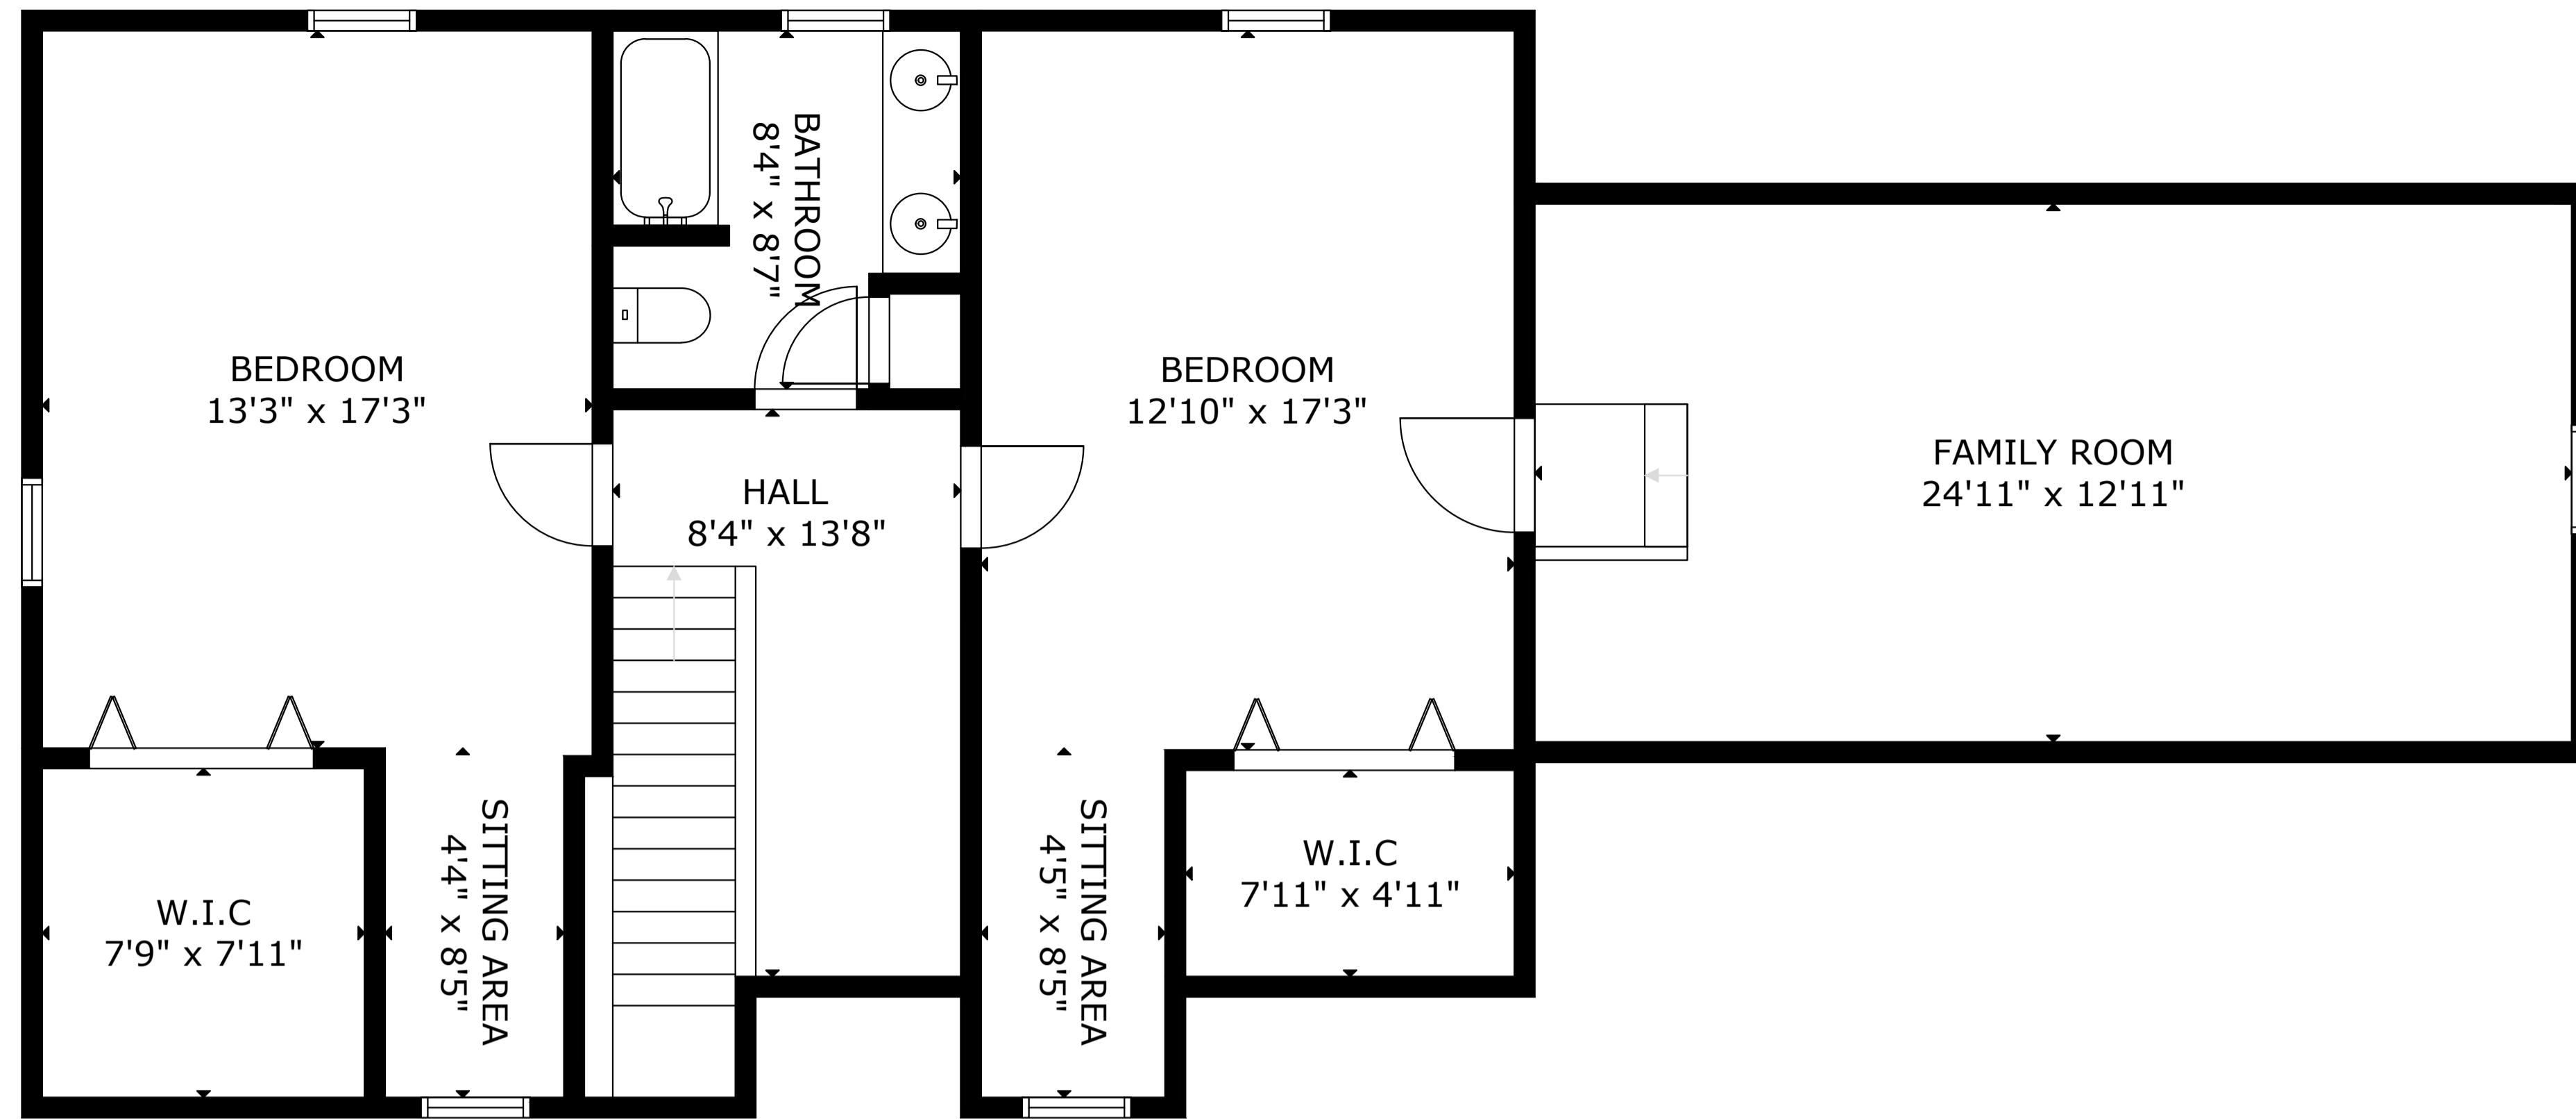 BATHROOM
8'4" x 8'7"
BEDROOM
13'3" x 17'3"
BEDROOM
12'10" x 17'3"
FAMILY ROOM
24'11" x 12'11"
HALL
8'4" x 13'8"
SITTING AREA
4'4" x 8'5"
SITTING AREA
4'5" x 8'5"
W.I.C
7'11" x 4'11"
W.I.C
7'9" x 7'11"